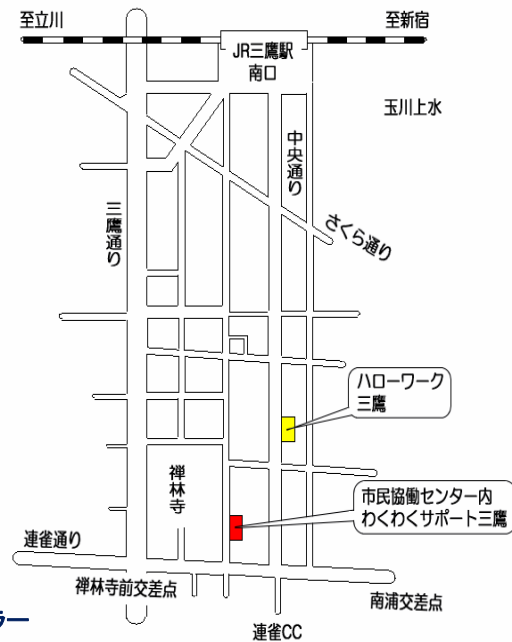 至立川
至新宿
JR三鷹駅
南口
玉川上水
中央通り
三鷹通り
さくら通り
ハローワーク
三鷹
禅林寺
市民協働センター内
わくわくサポート三鷹
連雀通り
禅林寺前交差点
南浦交差点
ラー
連雀CC